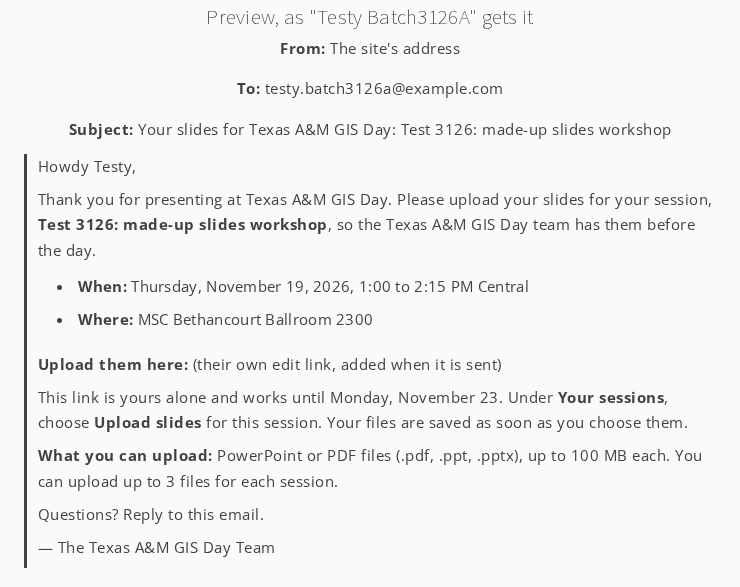 Preview, as "Testy Batch3126A" gets it
From: The site's address
To: testy.batch3126a@example.com
Subject: Your slides for Texas A&M GIS Day: Test 3126: made-up slides workshop
Howdy Testy,
Thank you for presenting at Texas A&M GIS Day. Please upload your slides for your session,
Test 3126: made-up slides workshop, so the Texas A&M GIS Day team has them before
the day.
• When: Thursday, November 19, 2026, 1:00 to 2:15 PM Central
• Where: MSC Bethancourt Ballroom 2300
Upload them here: (their own edit link, added when it is sent)
This link is yours alone and works until Monday, November 23. Under Your sessions,
choose Upload slides for this session. Your files are saved as soon as you choose them.
What you can upload: PowerPoint or PDF files (.pdf, .ppt, .pptx), up to 100 MB each. You
can upload up to 3 files for each session.
Questions? Reply to this email.
— The Texas A&M GIS Day Team